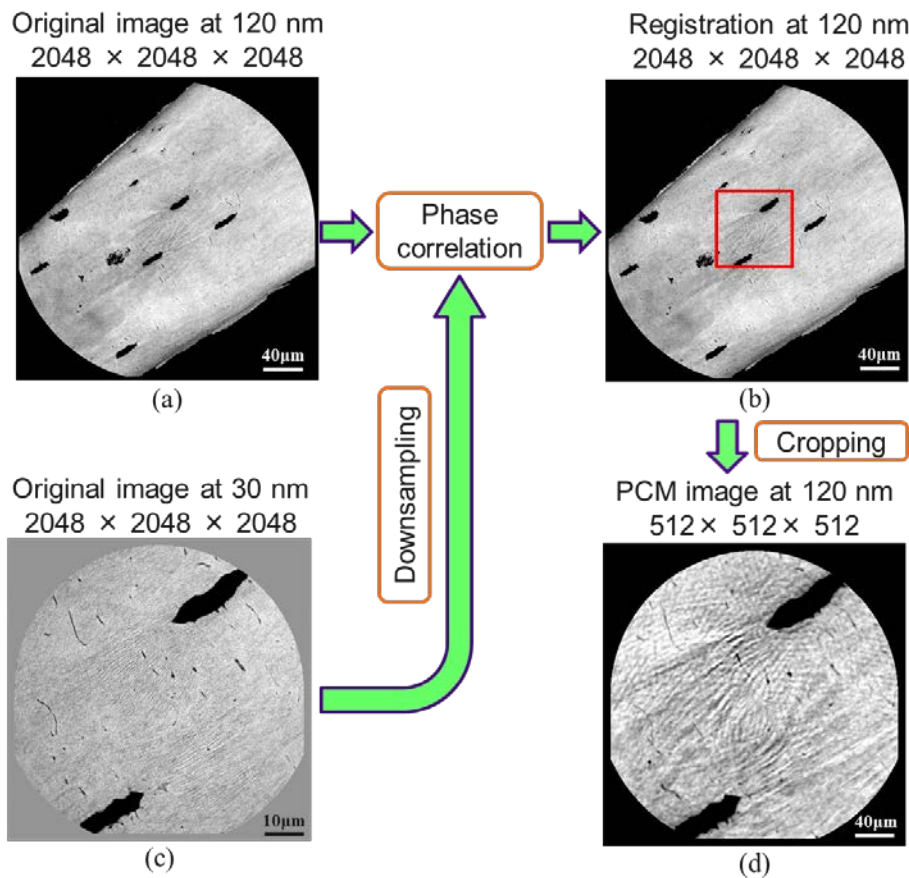 Original image at 120 nm
2048 × 2048 × 2048
40μm
(a)
Phase
correlation
Registration at 120 nm
2048 × 2048 × 2048
40μm
(b)
Downsampling
Cropping
Original image at 30 nm
2048 × 2048 × 2048
10μm
(c)
PCM image at 120 nm
512× 512× 512
40μm
(d)